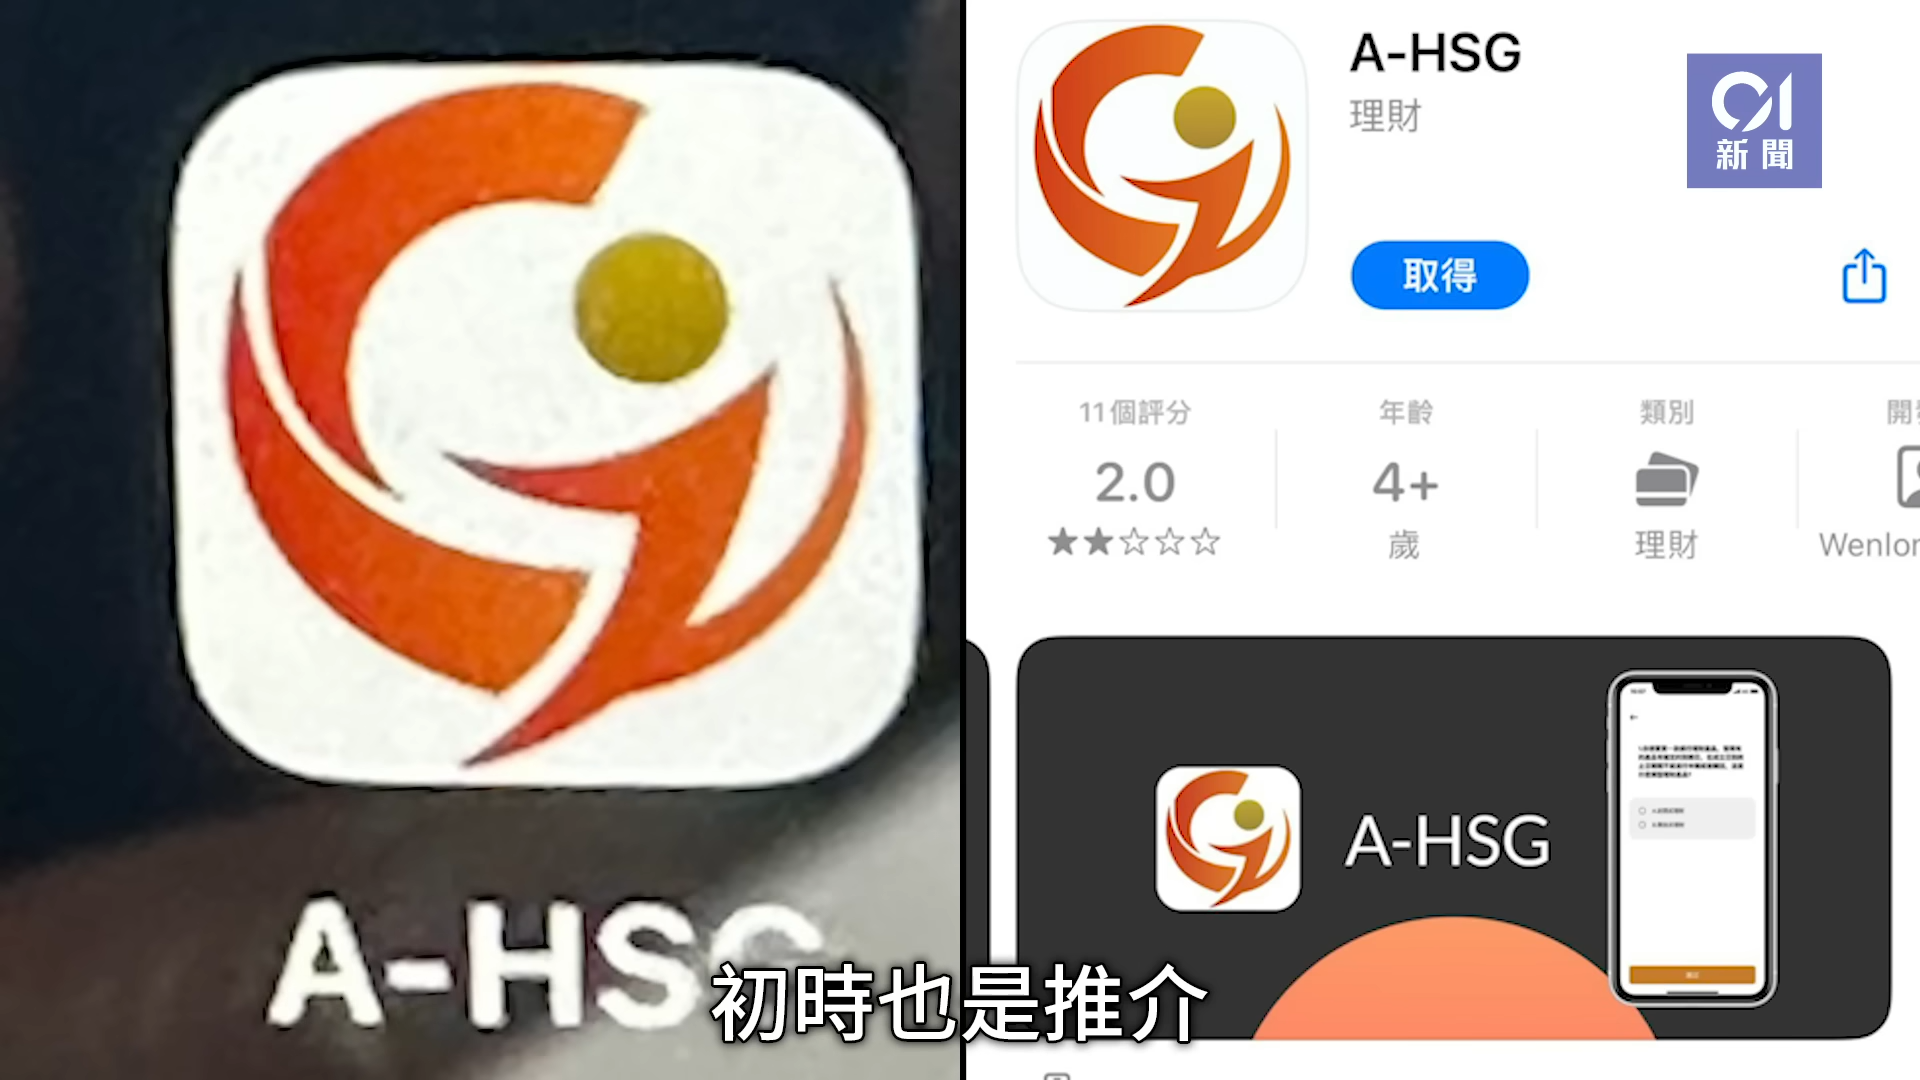 A-HS
A-HSG
理財
01
新聞
取得
11個評分
2.0
年齡
4+
歲
類別
理財
A-HSG
初時也是推介